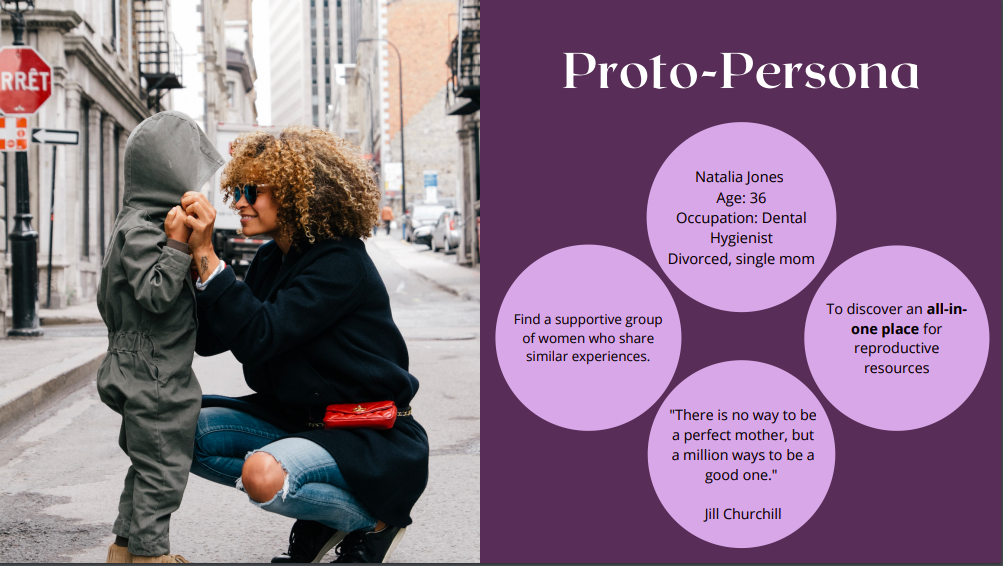 ARRÊT
Proto-Persona
Natalia Jones
Age: 36
Occupation: Dental
Hygienist
Divorced, single mom
Find a supportive group
of women who share
similar experiences.
To discover an all-in-
one place for
reproductive
resources
"There is no way to be
a perfect mother, but
a million ways to be a
good one."
Jill Churchill